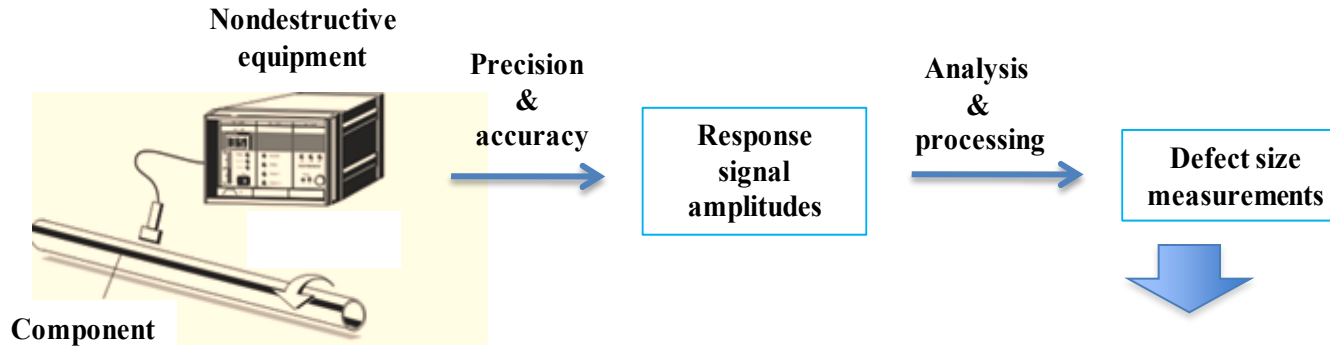 Nondestructive
equipment
Precision
&
accuracy
Response
signal
amplitudes
Analysis
&
processing
Defect size
measurements
Component